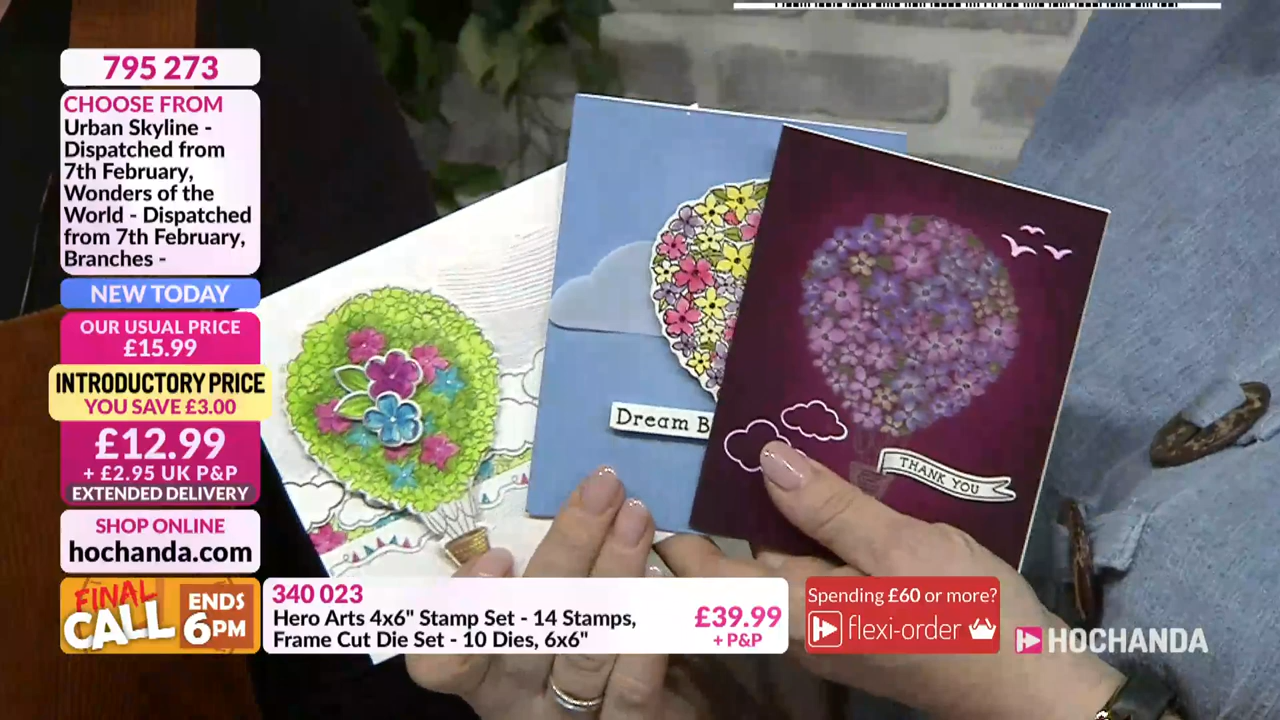 795 273
CHOOSE FROM
Urban Skyline -
Dispatched from
7th February,
Wonders of the
World - Dispatched
from 7th February,
Branches -
NEW TODAY
OUR USUAL PRICE
£15.99
INTRODUCTORY PRICE
YOU SAVE £3.00
£12.99
+ £2.95 UK P&P
EXTENDED DELIVERY
SHOP ONLINE
hochanda.com
FINAL
CALL
ENDS
6PM
340 023
Hero Arts 4x6" Stamp Set - 14 Stamps,
Frame Cut Die Set - 10 Dies, 6x6"
£39.99
+ P&P
Spending £60 or more?
flexi-order
HOCHANDA
Dream B
THANK YOU